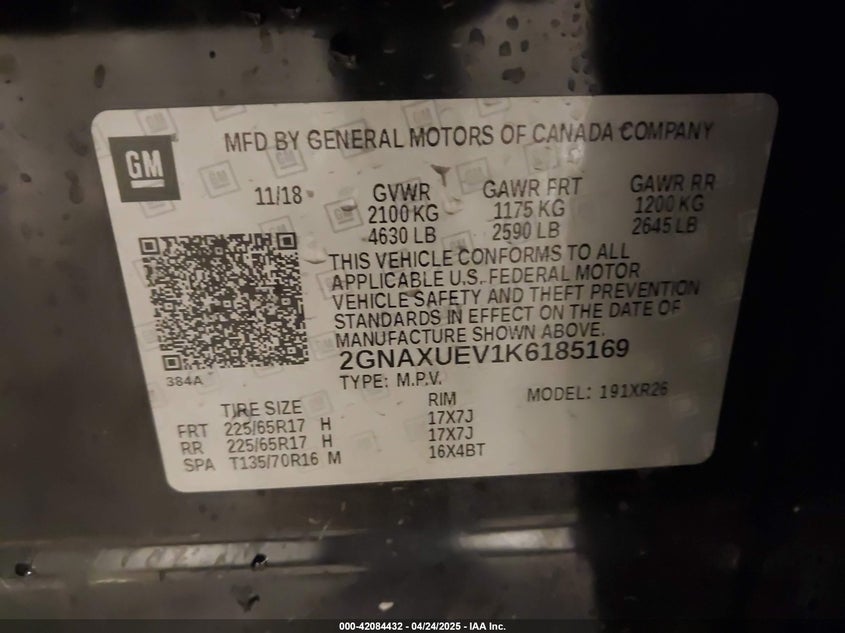 GM
MFD BY GENERAL MOTORS OF CANADA COMPANY
11/18 GVWR GAWR FRT GAWR RR
2100 KG 1175 KG 1200 KG
4630 LB 2590 LB 2645 LB
THIS VEHICLE CONFORMS TO ALL
APPLICABLE U.S. FEDERAL MOTOR
VEHICLE SAFETY AND THEFT PREVENTION
STANDARDS IN EFFECT ON THE DATE OF
MANUFACTURE SHOWN ABOVE.
2GNAXUEV1K6185169
384A
TYPE: M.P.V. MODEL: 191XR26
TIRE SIZE RIM
FRT 225/65R17 H 17X7J
RR 225/65R17 H 17X7J
SPA T135/70R16 M 16X4BT
000-42084432 - 04/24/2025 - IAA Inc.